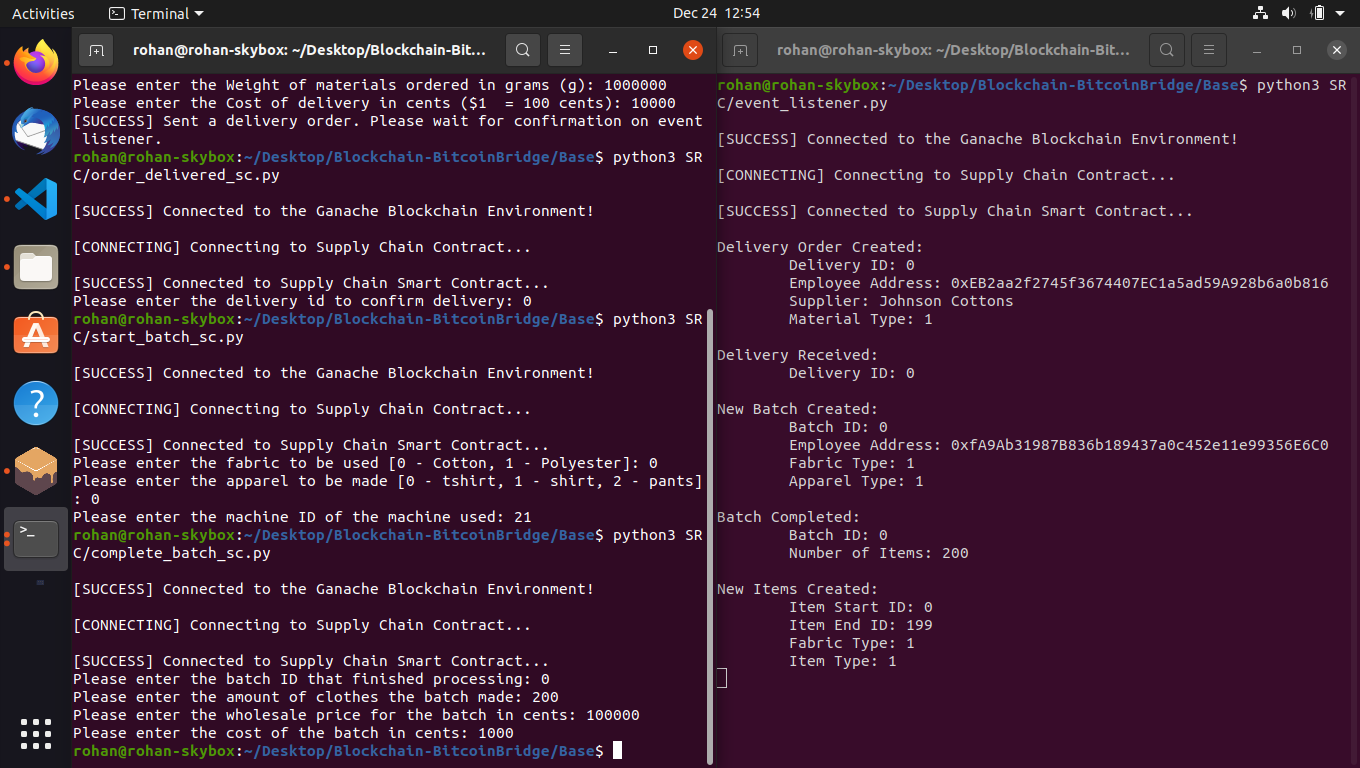 Activities
Terminal
Dec 24 12:54
rohan@rohan-skybox: ~/Desktop/Blockchain-Bit...
Please enter the Weight of materials ordered in grams (g): 1000000
Please enter the Cost of delivery in cents ($1  = 100 cents): 10000
[SUCCESS] Sent a delivery order. Please wait for confirmation on event
 listener.
rohan@rohan-skybox:~/Desktop/Blockchain-BitcoinBridge/Base$ python3 SR
C/order_delivered_sc.py
[SUCCESS] Connected to the Ganache Blockchain Environment!
[CONNECTING] Connecting to Supply Chain Contract...
[SUCCESS] Connected to Supply Chain Smart Contract...
Please enter the delivery id to confirm delivery: 0
rohan@rohan-skybox:~/Desktop/Blockchain-BitcoinBridge/Base$ python3 SR
C/start_batch_sc.py
[SUCCESS] Connected to the Ganache Blockchain Environment!
[CONNECTING] Connecting to Supply Chain Contract...
[SUCCESS] Connected to Supply Chain Smart Contract...
Please enter the fabric to be used [0 - Cotton, 1 - Polyester]: 0
Please enter the apparel to be made [0 - tshirt, 1 - shirt, 2 - pants]
: 0
Please enter the machine ID of the machine used: 21
rohan@rohan-skybox:~/Desktop/Blockchain-BitcoinBridge/Base$ python3 SR
C/complete_batch_sc.py
[SUCCESS] Connected to the Ganache Blockchain Environment!
[CONNECTING] Connecting to Supply Chain Contract...
[SUCCESS] Connected to Supply Chain Smart Contract...
Please enter the batch ID that finished processing: 0
Please enter the amount of clothes the batch made: 200
Please enter the wholesale price for the batch in cents: 100000
Please enter the cost of the batch in cents: 1000
rohan@rohan-skybox:~/Desktop/Blockchain-BitcoinBridge/Base$
rohan@rohan-skybox: ~/Desktop/Blockchain-Bit...
rohan@rohan-skybox:~/Desktop/Blockchain-BitcoinBridge/Base$ python3 SR
C/event_listener.py
[SUCCESS] Connected to the Ganache Blockchain Environment!
[CONNECTING] Connecting to Supply Chain Contract...
[SUCCESS] Connected to Supply Chain Smart Contract...
Delivery Order Created:
Delivery ID: 0
Employee Address: 0xEB2aa2f2745f3674407EC1a5ad59A928b6a0b816
Supplier: Johnson Cottons
Material Type: 1
Delivery Received:
Delivery ID: 0
New Batch Created:
Batch ID: 0
Employee Address: 0xfA9Ab31987B836b189437a0c452e11e99356E6C0
Fabric Type: 1
Apparel Type: 1
Batch Completed:
Batch ID: 0
Number of Items: 200
New Items Created:
Item Start ID: 0
Item End ID: 199
Fabric Type: 1
Item Type: 1